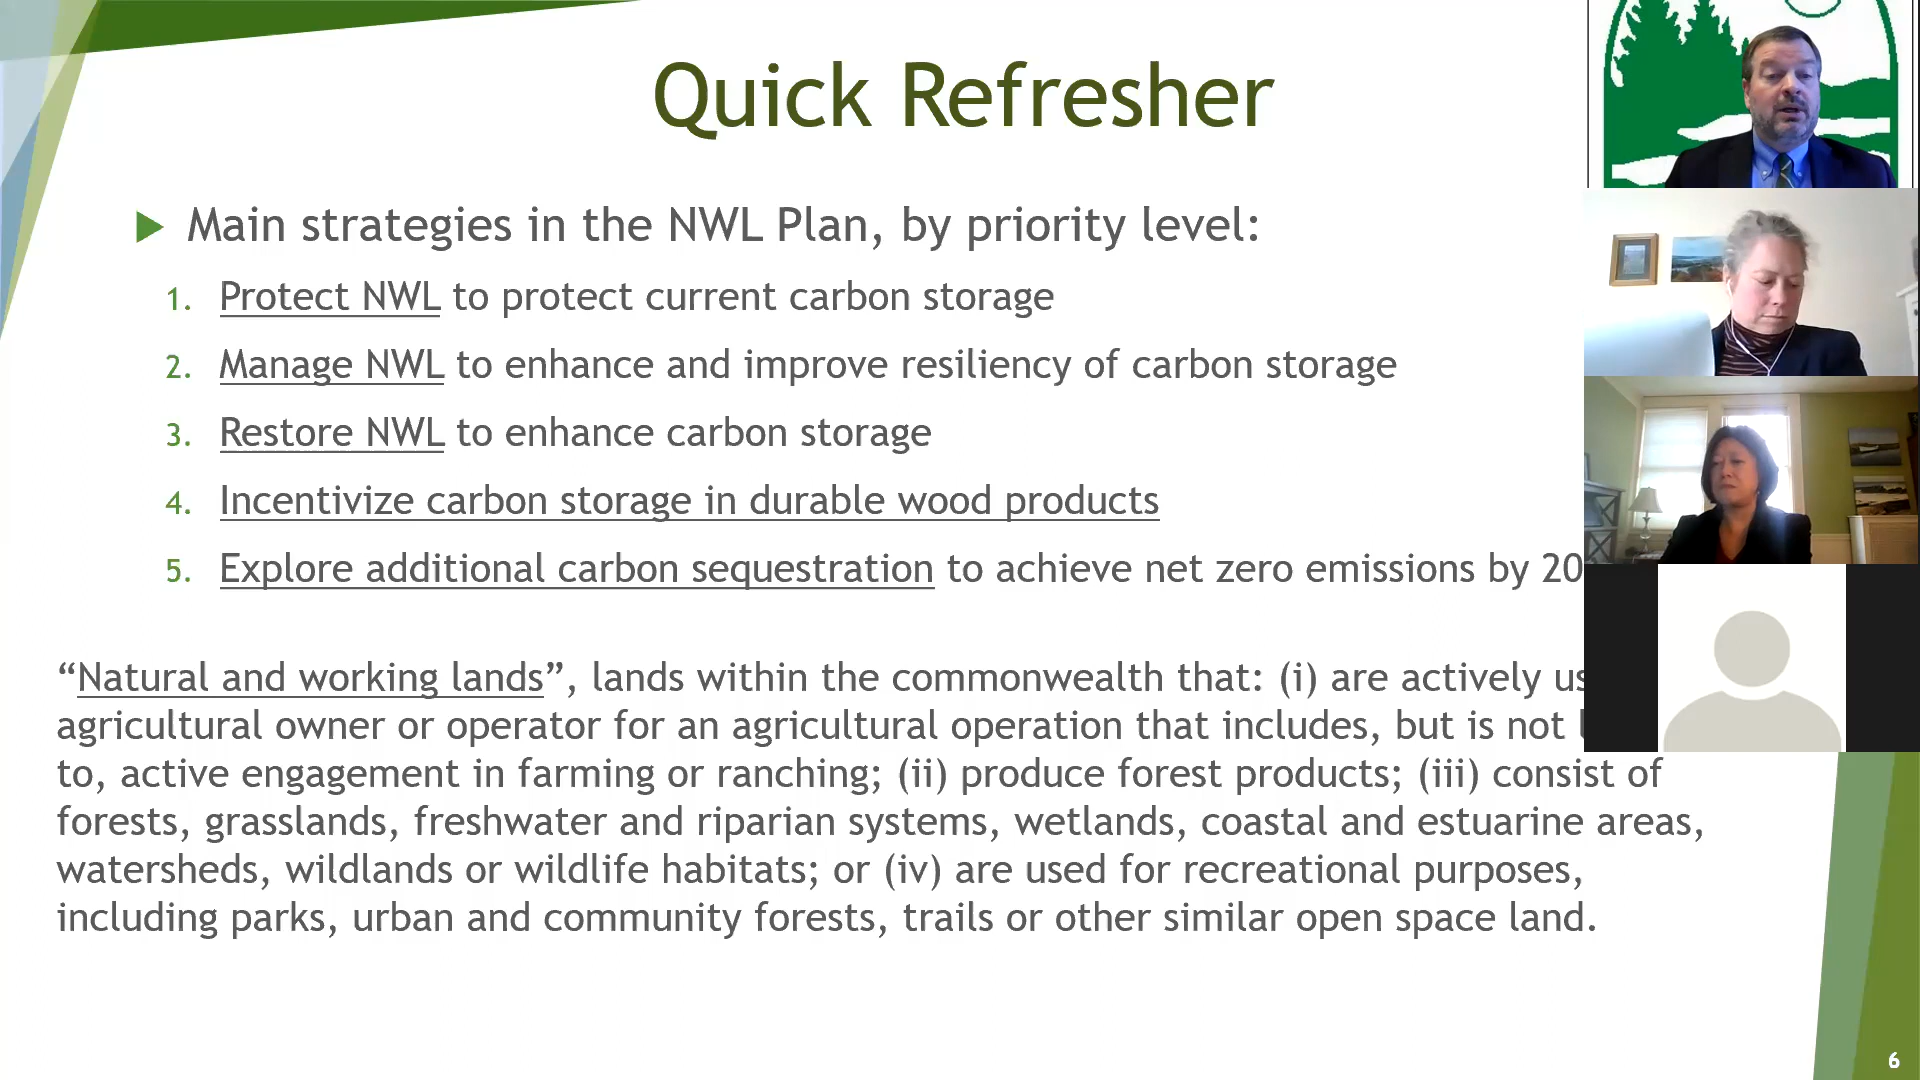 Quick Refresher
Main strategies in the NWL Plan, by priority level:
1. Protect NWL to protect current carbon storage
2. Manage NWL to enhance and improve resiliency of carbon storage
3. Restore NWL to enhance carbon storage
4. Incentivize carbon storage in durable wood products
5. Explore additional carbon sequestration to achieve net zero emissions by 20
“Natural and working lands”, lands within the commonwealth that: (i) are actively
agricultural owner or operator for an agricultural operation that includes, but is not
to, active engagement in farming or ranching; (ii) produce forest products; (iii) consist of
forests, grasslands, freshwater and riparian systems, wetlands, coastal and estuarine areas,
watersheds, wildlands or wildlife habitats; or (iv) are used for recreational purposes,
including parks, urban and community forests, trails or other similar open space land.
6